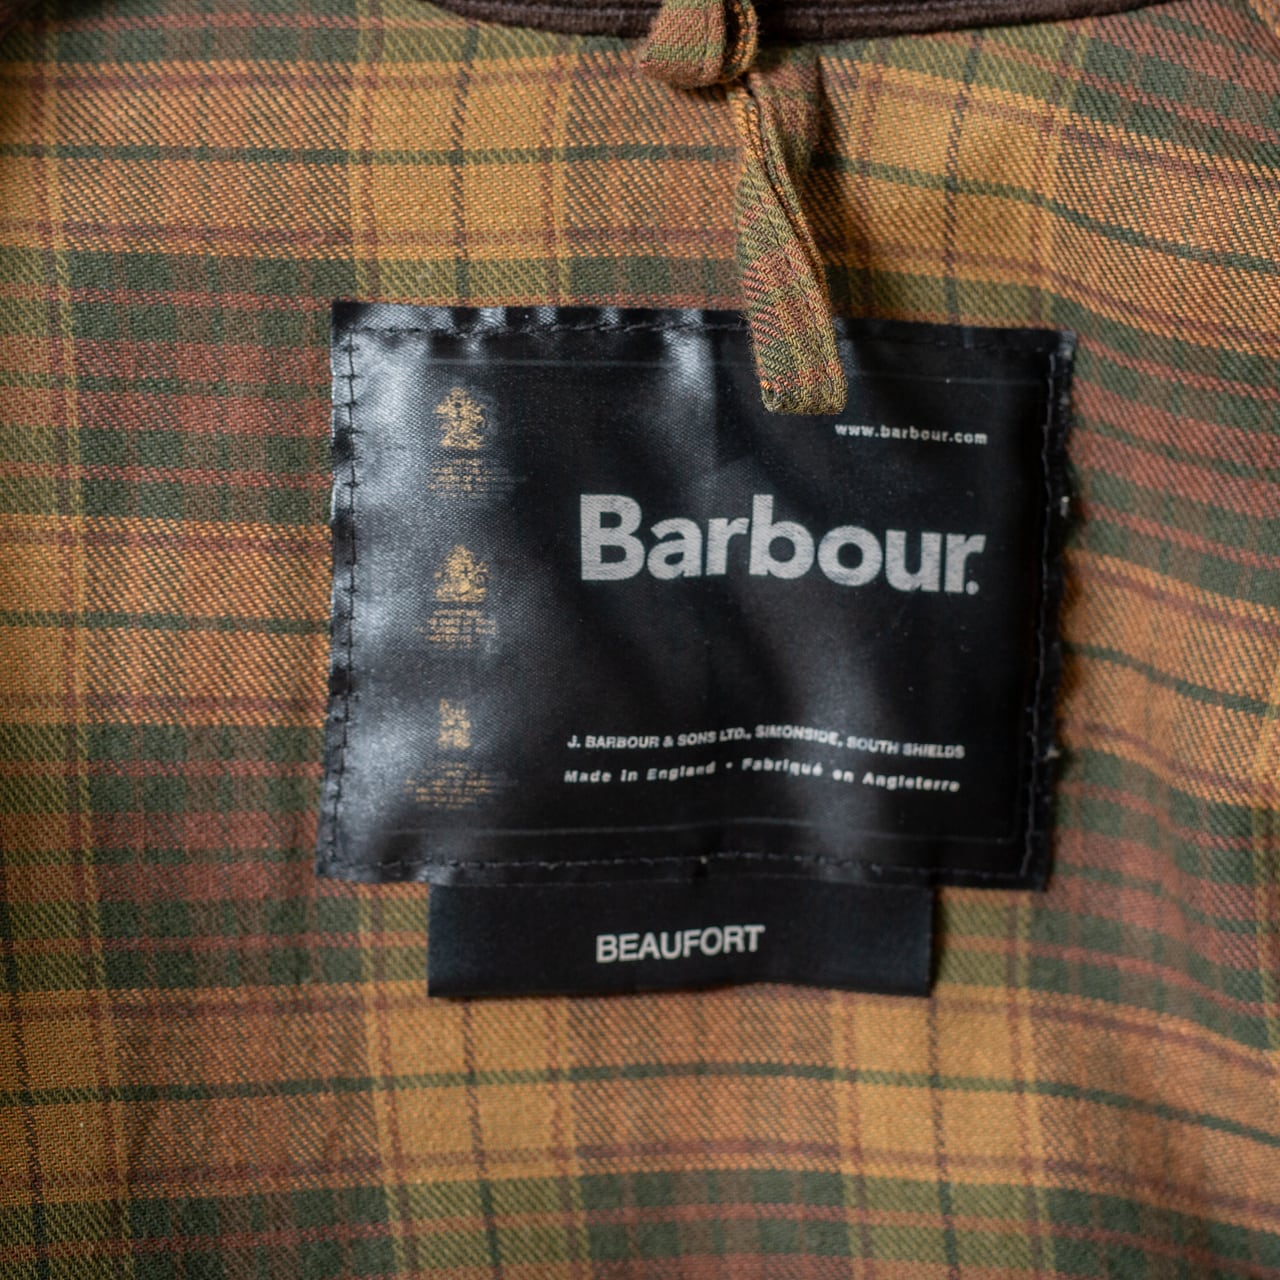 www.barbour.com
Barbour.
J. BARBOUR & SONS LTD., SIMONSIDE, SOUTH SHIELDS
Made in England • Fabriqué en Angleterre
BEAUFORT